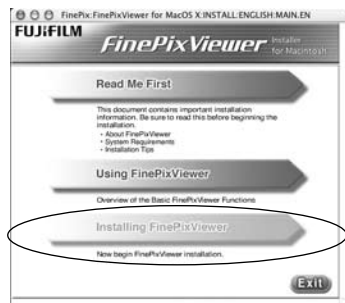 FinePix:FinePixViewer for MacOS X:INSTALL:ENGLISH:MAIN.EN
FUJIFILM
FinePixViewer Installer
for Macintosh
Read Me First
This document contains important installation
information. Be sure to read this before beginning the
installation.
- About FinePixViewer
- System Requirements
- Installation Tips
Using FinePixViewer
Overview of the Basic FinePixViewer Functions
Installing FinePixViewer
Now begin FinePixViewer installation.
Exit